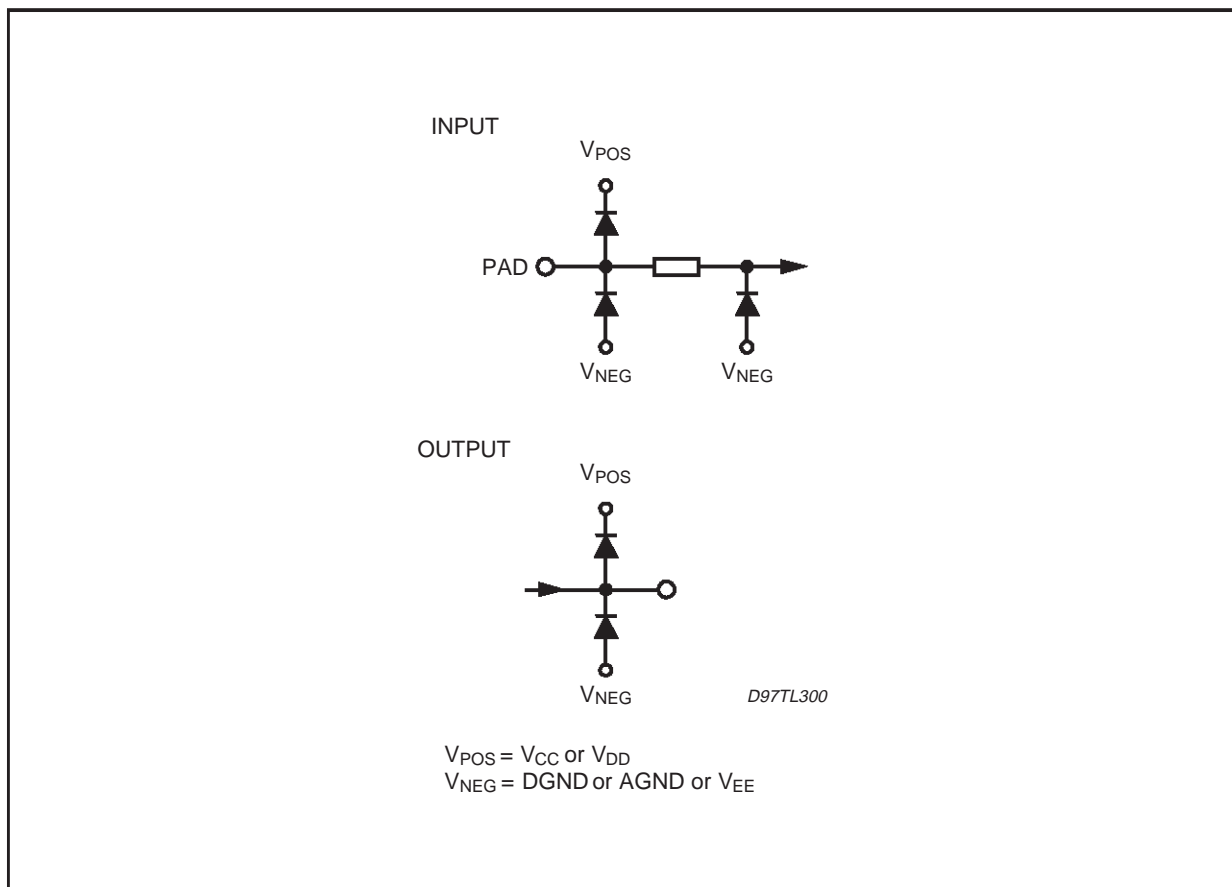 INPUT
VPOS
PAD
VNEG VNEG
OUTPUT
VPOS
VNEG
D97TL300
VPOS = VCC or VDD
VNEG = DGND or AGND or VEE